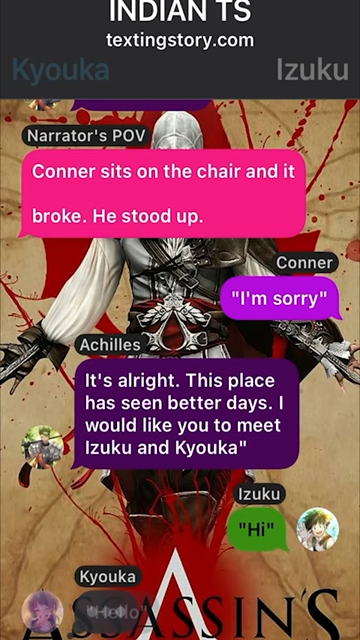 INDIAN TS
textingstory.com
Kyouka
Izuku
Narrator's POV
Conner sits on the chair and it
broke. He stood up.
Conner
"I'm sorry"
Achilles
It's alright. This place
has seen better days. I
would like you to meet
Izuku and Kyouka"
Izuku
"Hi"
Kyouka
"Hello"
ASSASSIN'S